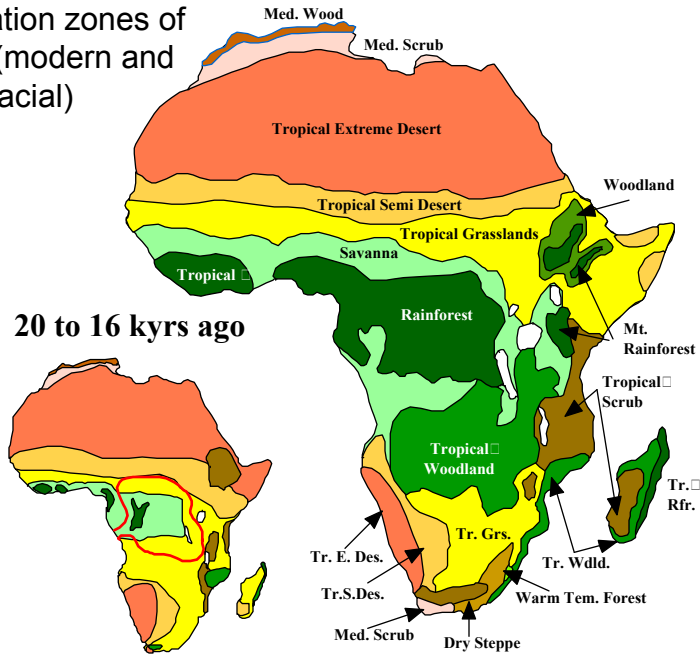 ation zones of
(modern and
acial)
Med. Wood
Med. Scrub
Tropical Extreme Desert
Woodland
Tropical Semi Desert
Tropical Grasslands
Savanna
Tropical □
Rainforest
20 to 16 kyrs ago
Mt.
Rainforest
Tropical□
Scrub
Tropical□
Woodland
Tr.□
Rfr.
Tr. Grs.
Tr. E. Des.
Tr. Wdld.
Tr.S.Des.
Warm Tem. Forest
Med. Scrub
Dry Steppe